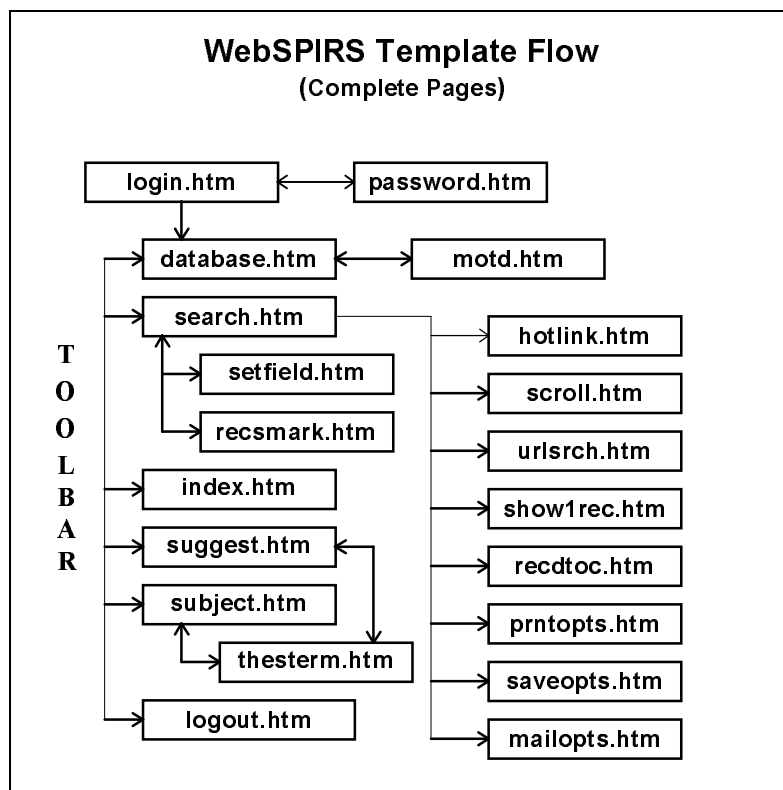 WebSPIRS Template Flow
(Complete Pages)
login.htm
password.htm
database.htm
motd.htm
search.htm
hotlink.htm
setfield.htm
scroll.htm
recsmark.htm
urlsrch.htm
TOOLBAR
index.htm
show1rec.htm
suggest.htm
recdtoc.htm
subject.htm
prntopts.htm
thesterm.htm
saveopts.htm
logout.htm
mailopts.htm